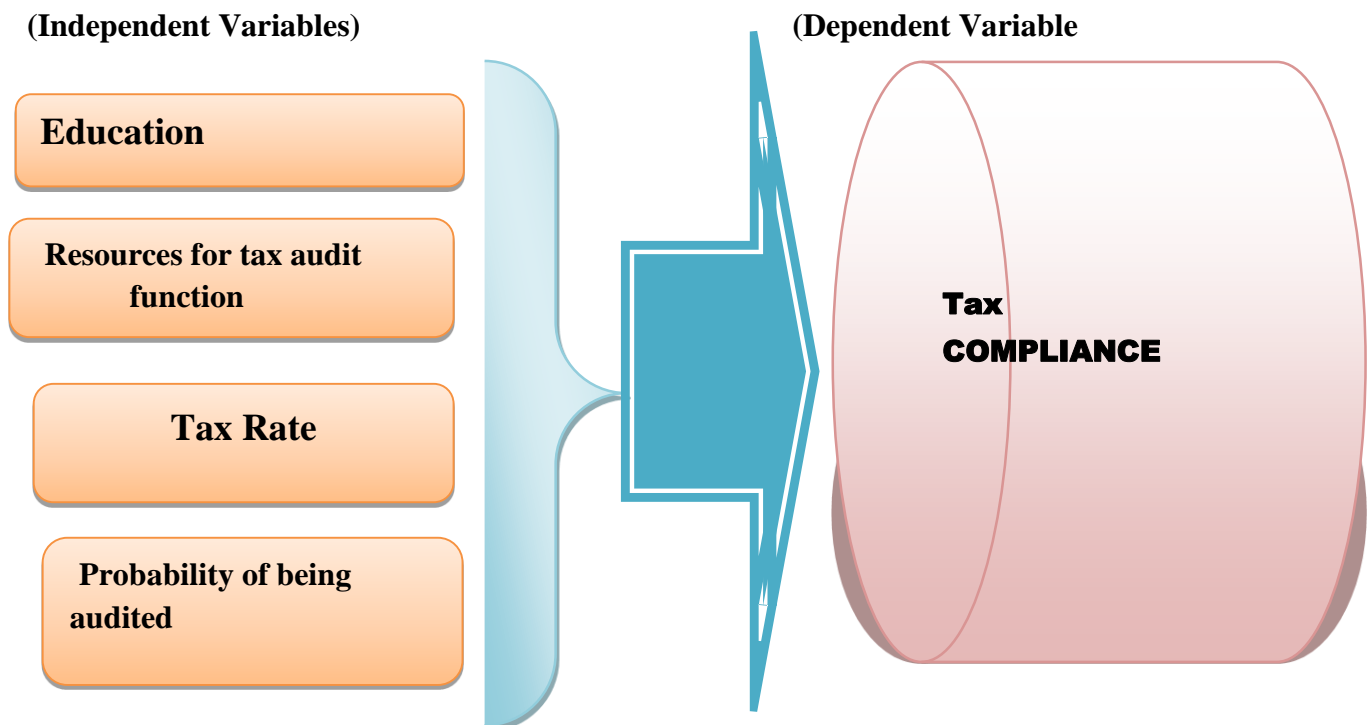 (Independent Variables)
(Dependent Variable
Education
Resources for tax audit
function
Tax Rate
Probability of being
audited
Tax
COMPLIANCE